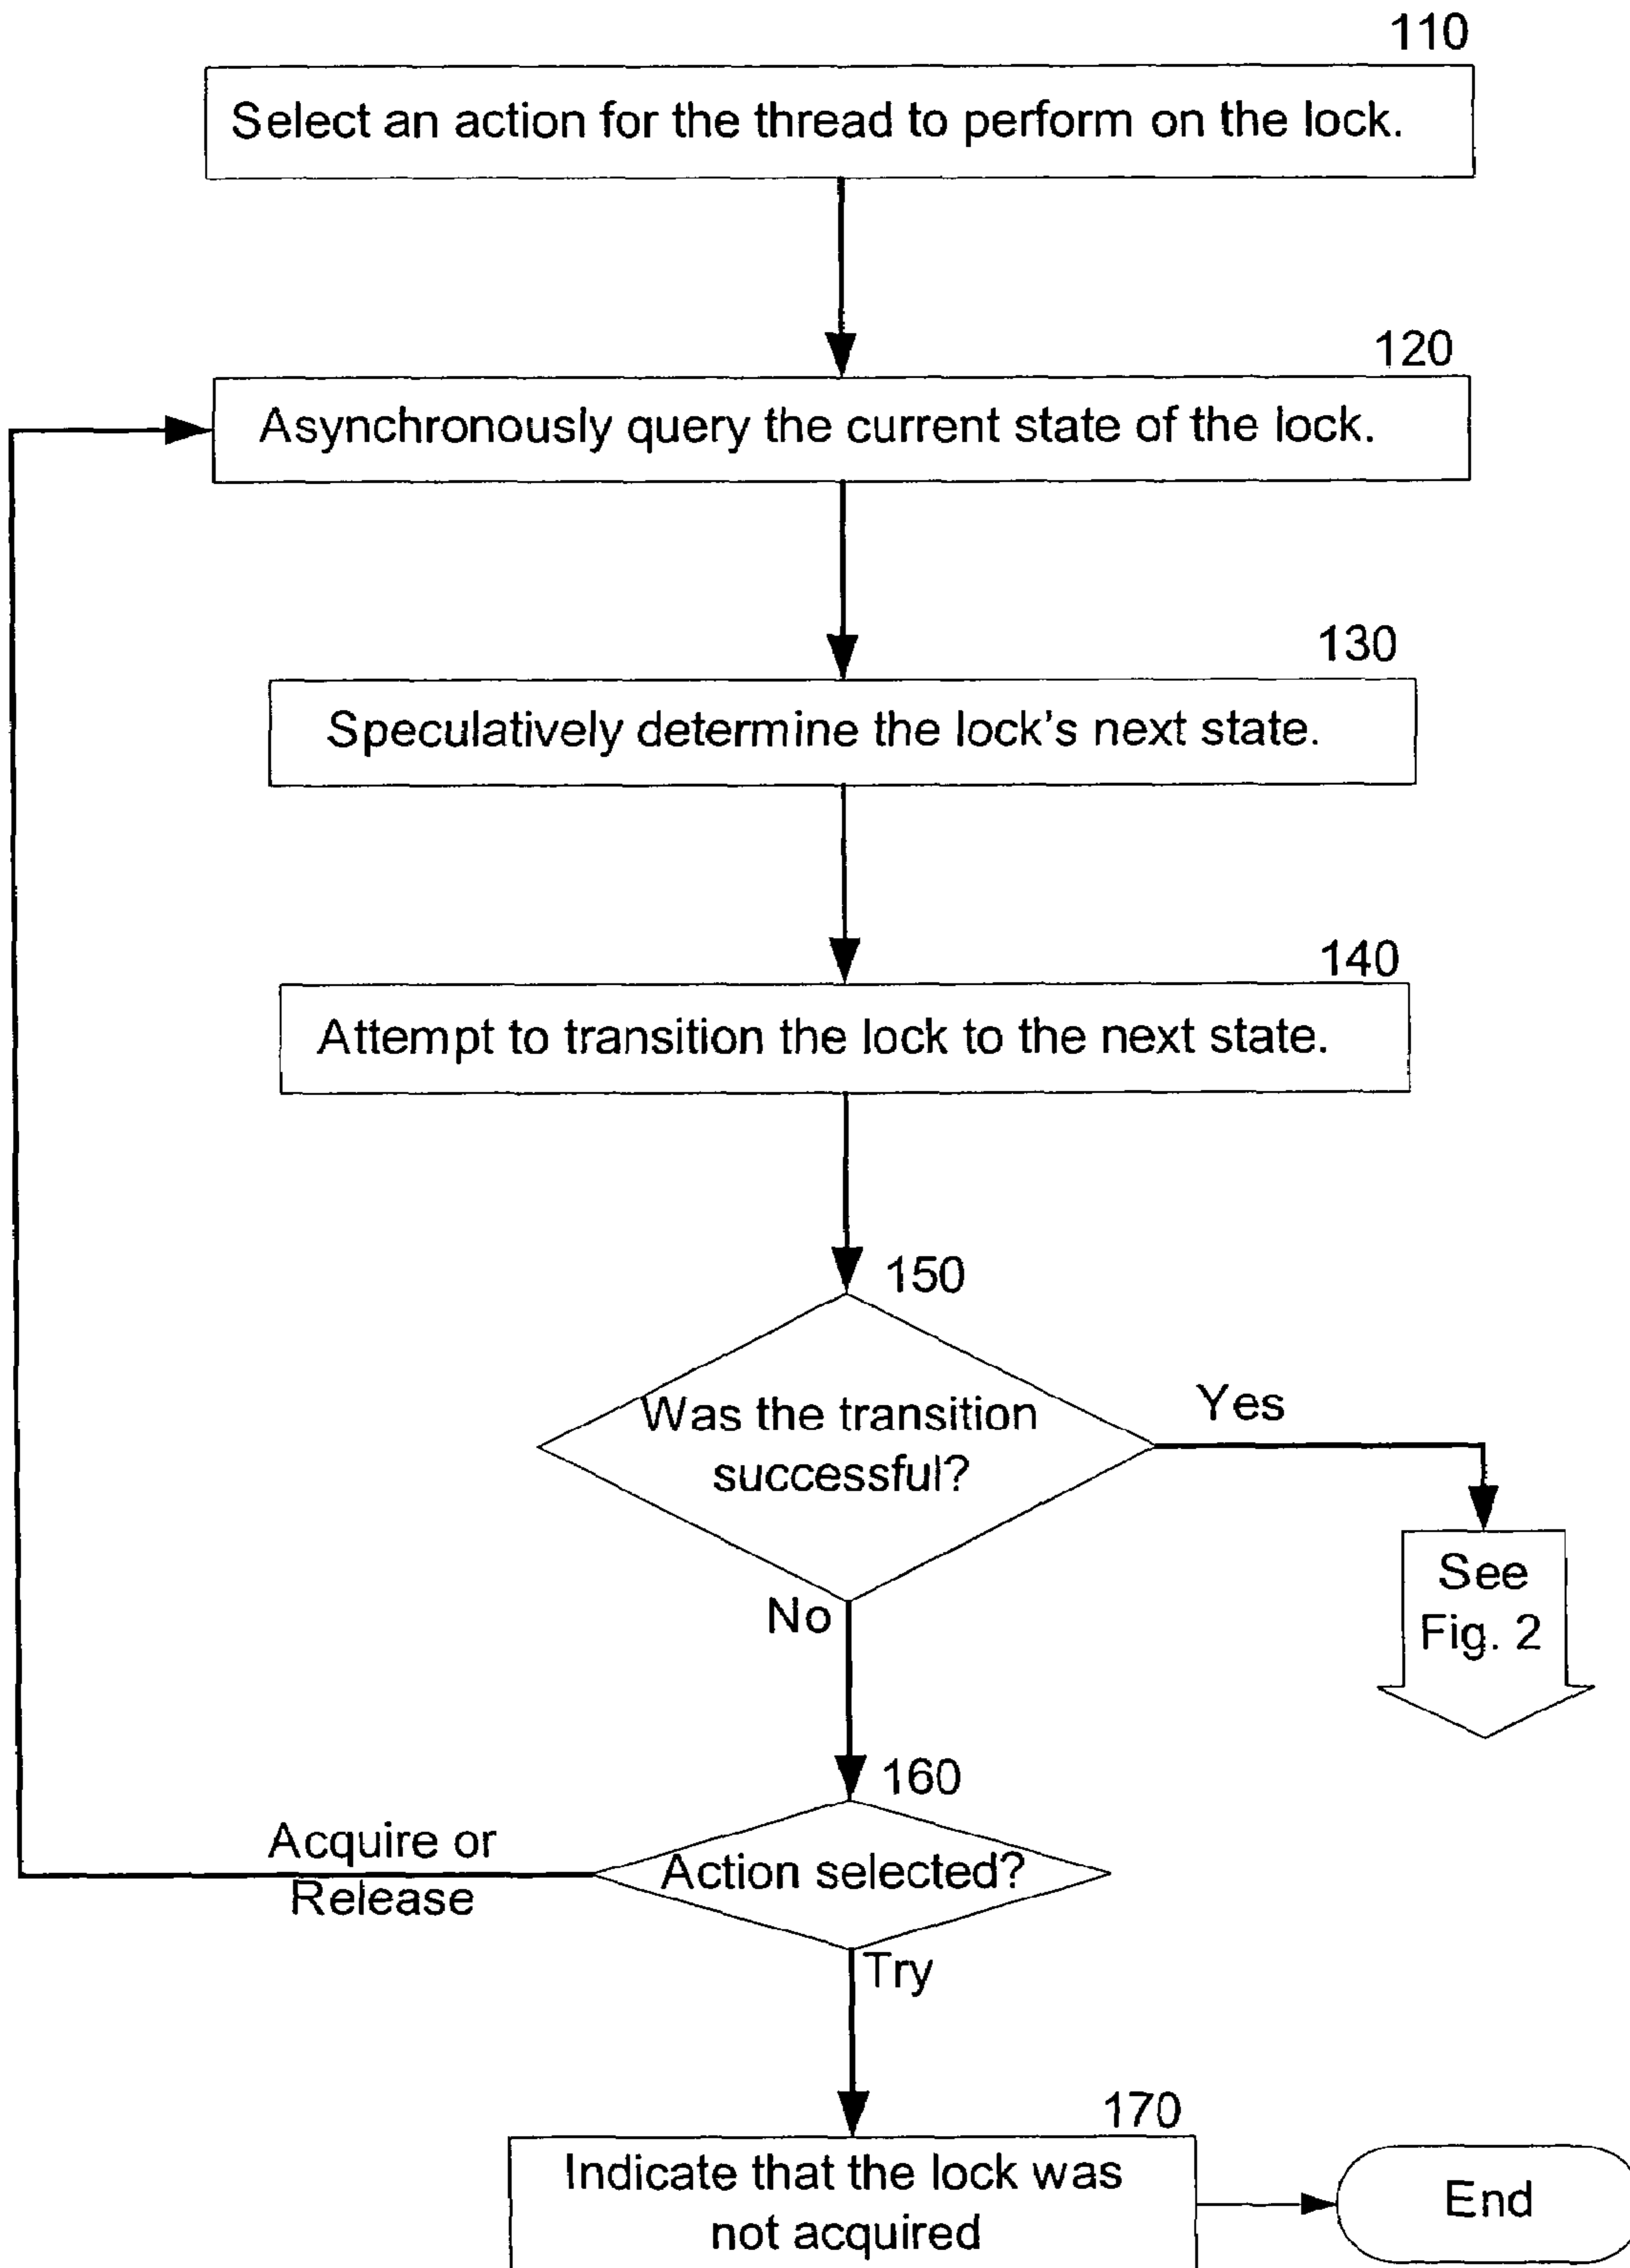 110
Select an action for the thread to perform on the lock.
120
Asynchronously query the current state of the lock.
130
Speculatively determine the lock's next state.
140
Attempt to transition the lock to the next state.
150
Was the transition
successful?
Yes
See
Fig. 2
No
160
Action selected?
Acquire or
Release
Try
170
Indicate that the lock was
not acquired
End